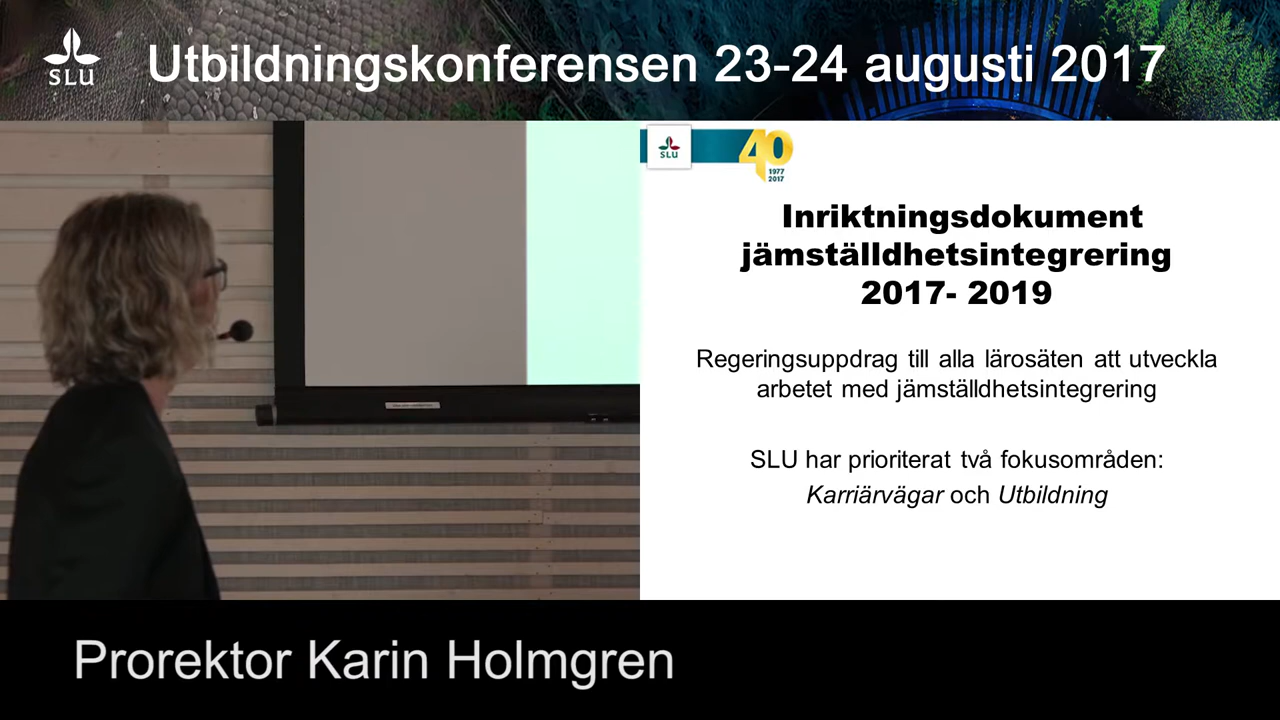 SLU
Utbildningskonferensen 23-24 augusti 2017
SLU
40
1977
2017
Inriktningsdokument
jämställdhetsintegrering
2017- 2019
Regeringsuppdrag till alla lärosäten att utveckla
arbetet med jämställdhetsintegrering
SLU har prioriterat två fokusområden:
Karriärvägar och Utbildning
Prorektor Karin Holmgren